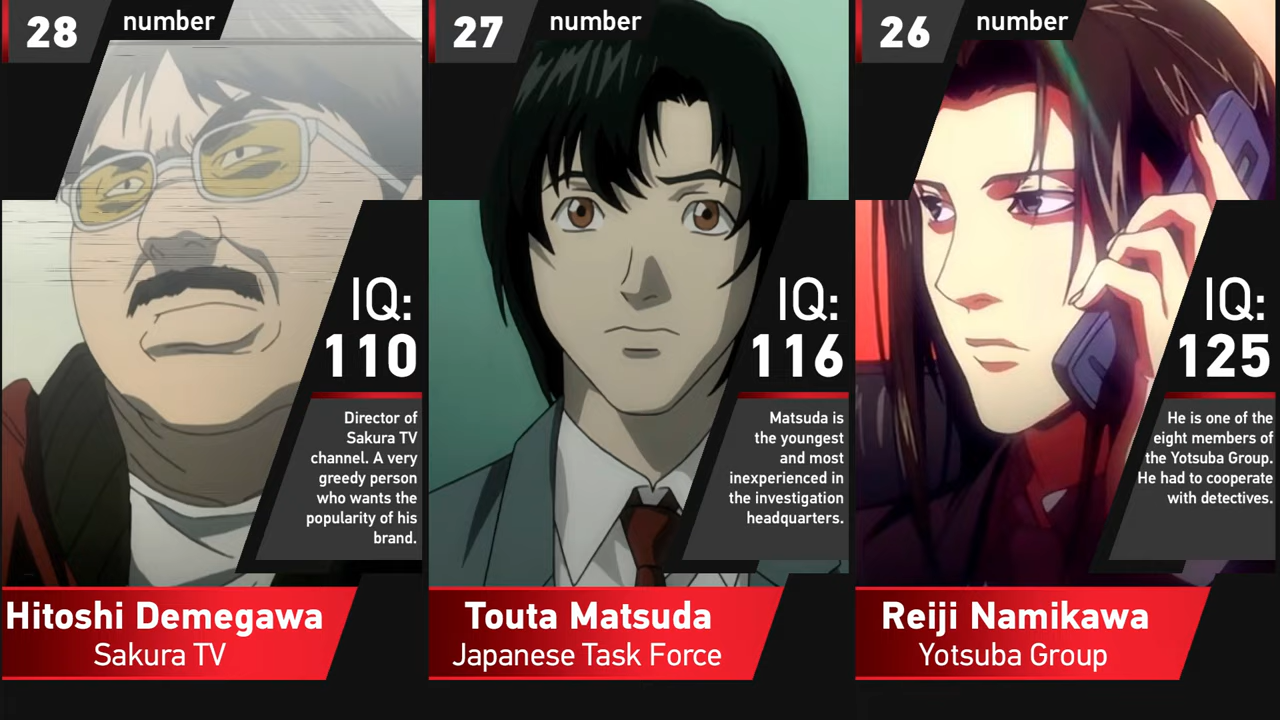 28
number
IQ:
110
Director of
Sakura TV
channel. A very
greedy person
who wants the
popularity of his
brand.
Hitoshi Demegawa
Sakura TV
27
number
IQ:
116
Matsuda is
the youngest
and most
inexperienced in
the investigation
headquarters.
Touta Matsuda
Japanese Task Force
26
number
IQ:
125
He is one of the
eight members of
the Yotsuba Group.
He had to cooperate
with detectives.
Reiji Namikawa
Yotsuba Group